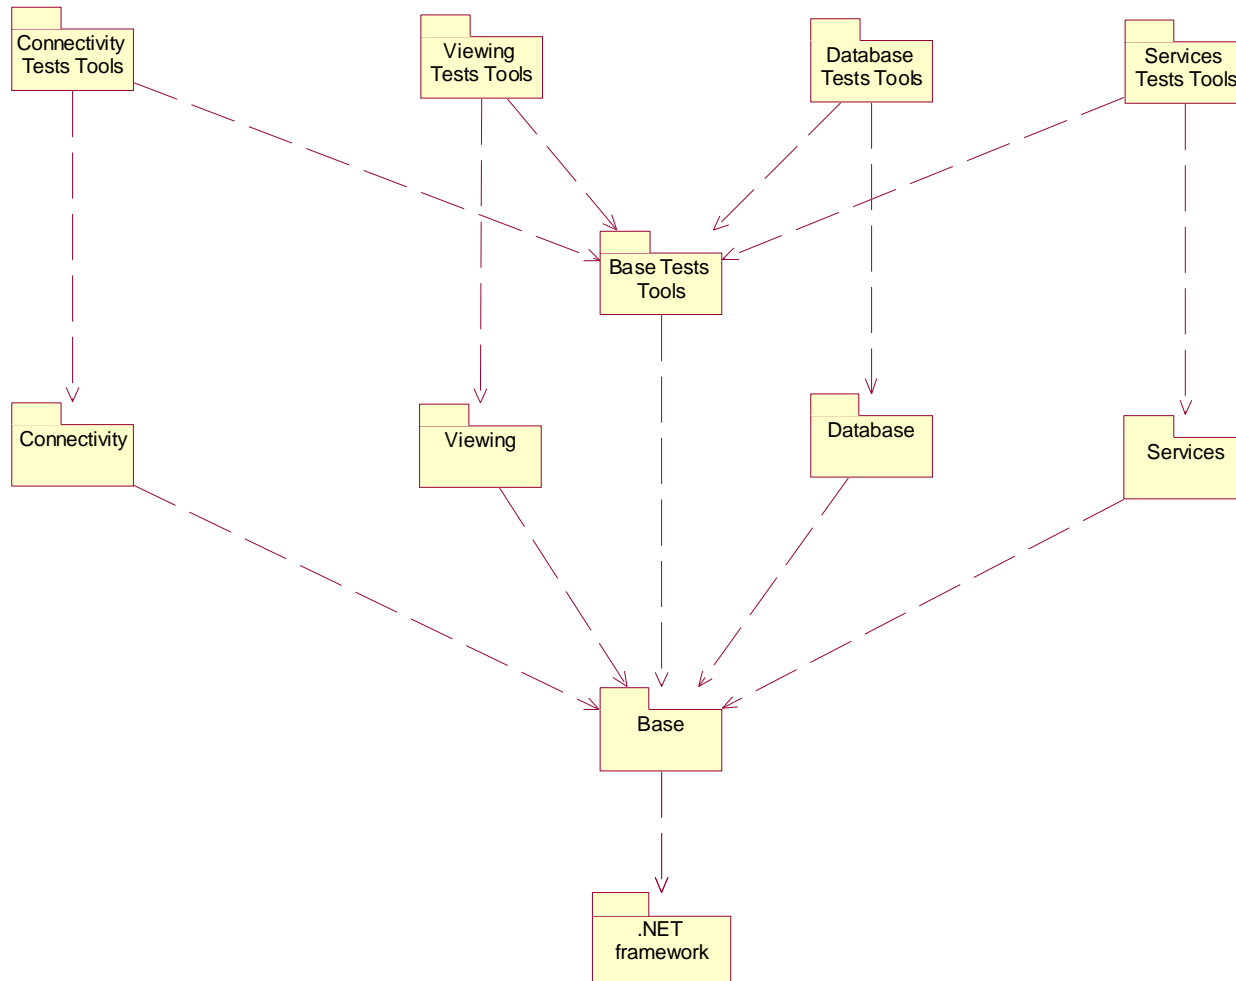 Connectivity
Tests Tools
Viewing
Tests Tools
Database
Tests Tools
Services
Tests Tools
Base Tests
Tools
Connectivity
Viewing
Database
Services
Base
.NET
framework